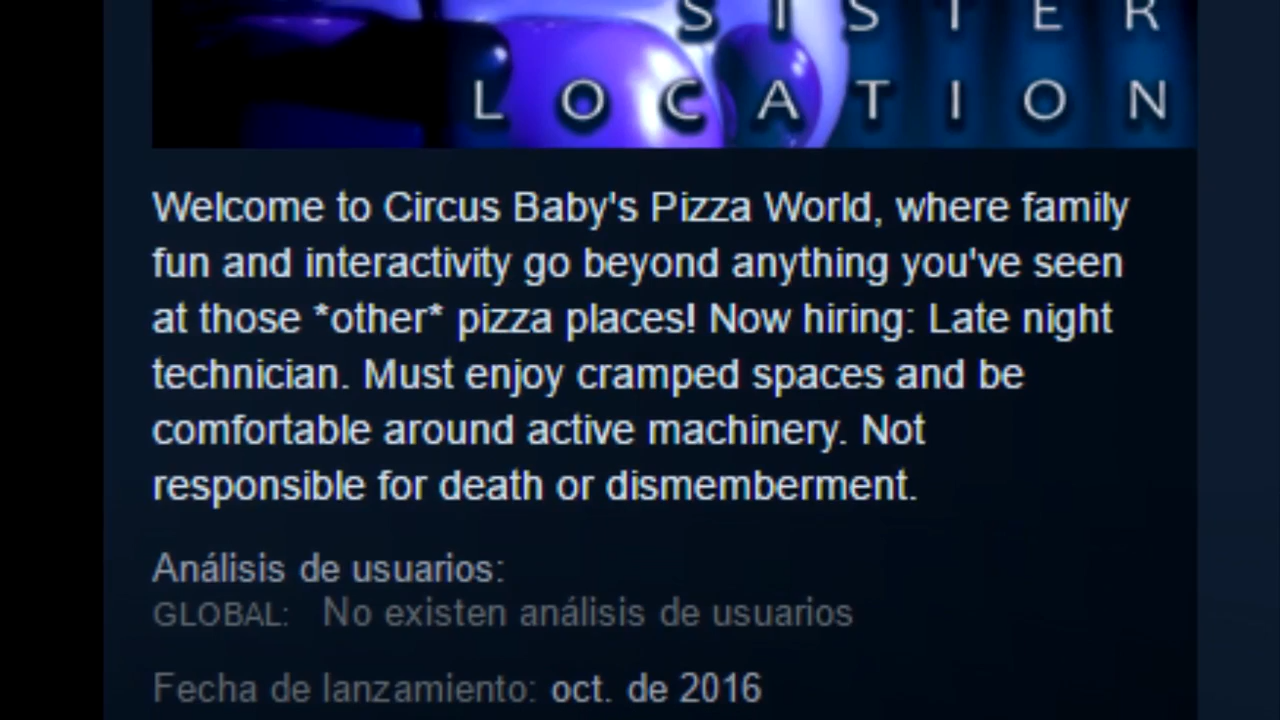 SISTER
LOCATION
Welcome to Circus Baby's Pizza World, where family
fun and interactivity go beyond anything you've seen
at those *other* pizza places! Now hiring: Late night
technician. Must enjoy cramped spaces and be
comfortable around active machinery. Not
responsible for death or dismemberment.
Análisis de usuarios:
GLOBAL: No existen análisis de usuarios
Fecha de lanzamiento: oct. de 2016